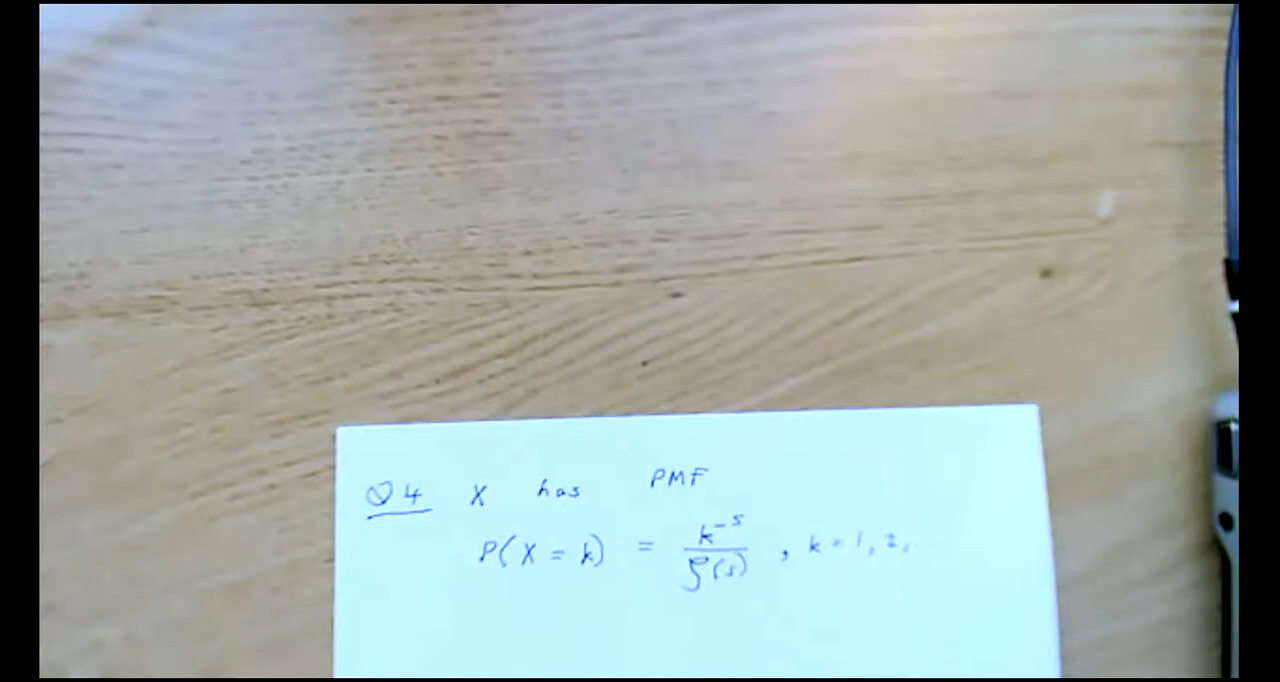 Q4 X has PMF
P(X = k) = k^{-s} / ζ(s) , k = 1, 2, ...